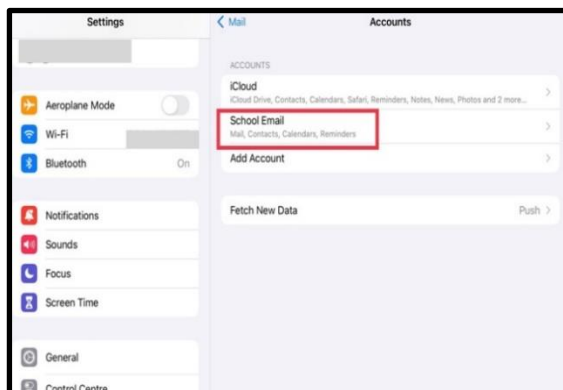 Settings
Mail
Accounts
Aeroplane Mode
Wi-Fi
Bluetooth On
Notifications
Sounds
Focus
Screen Time
General
Control Centre
ACCOUNTS
iCloud
iCloud Drive, Contacts, Calendars, Safari, Reminders, Notes, News, Photos and 2 more...
School Email
Mail, Contacts, Calendars, Reminders
Add Account
Fetch New Data Push